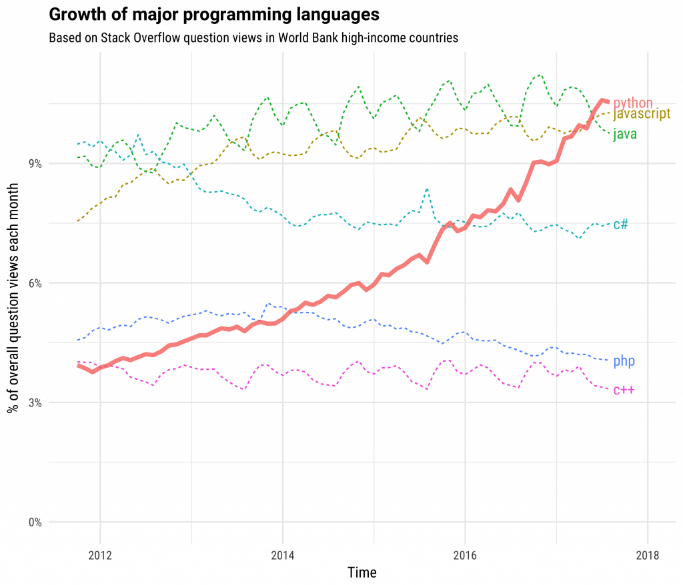 Growth of major programming languages
Based on Stack Overflow question views in World Bank high-income countries
% of overall question views each month
9%
6%
3%
0%
python
javascript
java
c#
php
c++
2012
2014
2016
2018
Time